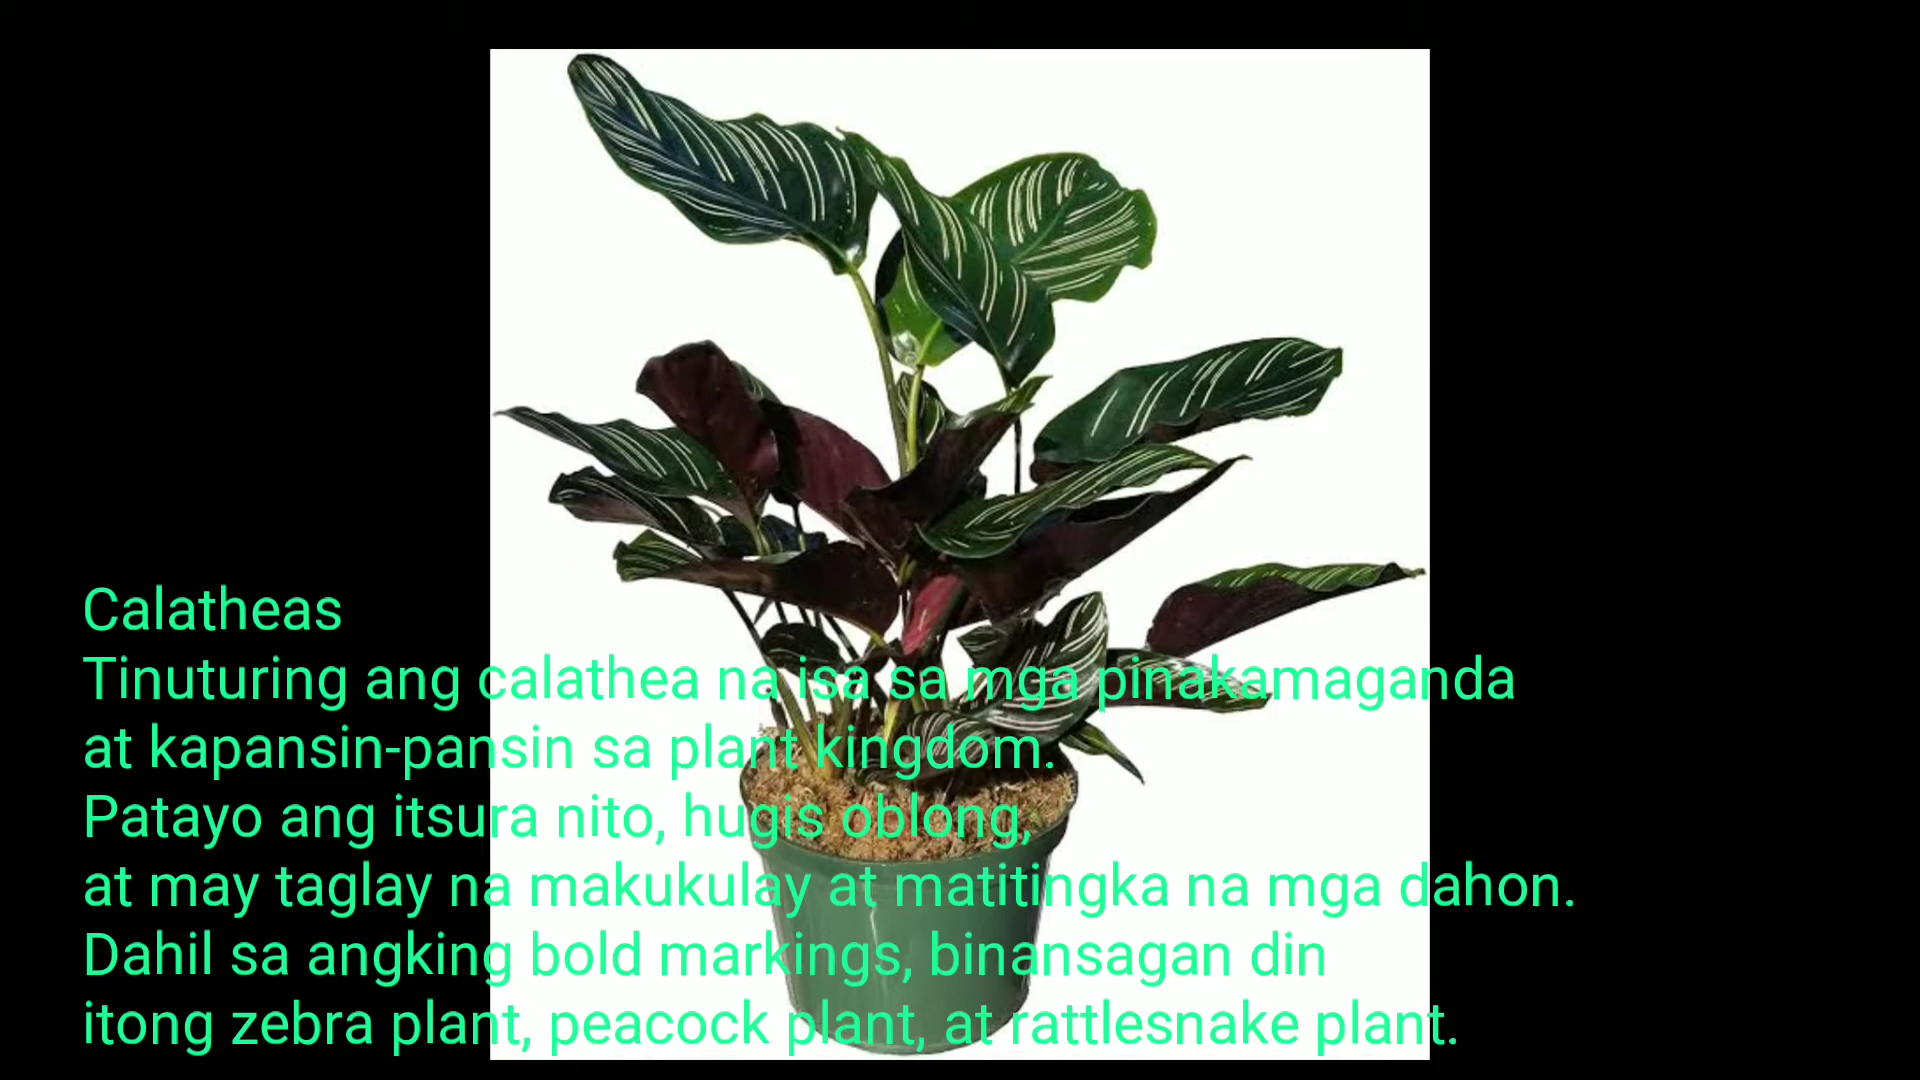 Calatheas
Tinuturing ang calathea na isa sa mga pinakamaganda
at kapansin-pansin sa plant kingdom.
Patayo ang itsura nito, hugis oblong,
at may taglay na makukulay at matitingka na mga dahon.
Dahil sa angking bold markings, binansagan din
itong zebra plant, peacock plant, at rattlesnake plant.